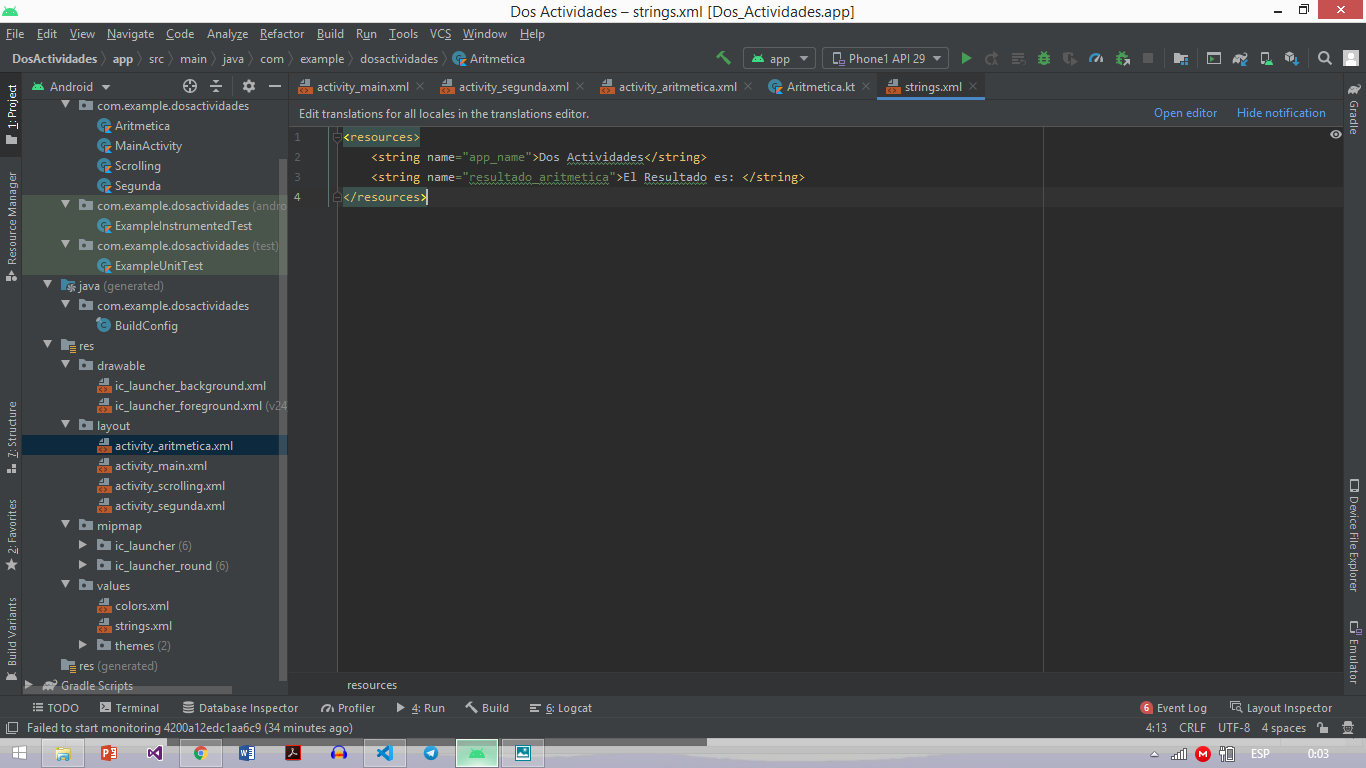 Dos Actividades – strings.xml [Dos_Actividades.app]
File Edit View Navigate Code Analyze Refactor Build Run Tools VCS Window Help
DosActividades app src main java com example dosactividades Aritmetica app Phone1 API 29
1: Project
Resource Manager
7: Structure
2: Favorites
Build Variants
Android
com.example.dosactividades
Aritmetica
MainActivity
Scrolling
Segunda
com.example.dosactividades (andro
ExampleInstrumentedTest
com.example.dosactividades (test)
ExampleUnitTest
java (generated)
com.example.dosactividades
BuildConfig
res
drawable
ic_launcher_background.xml
ic_launcher_foreground.xml (v24
layout
activity_aritmetica.xml
activity_main.xml
activity_scrolling.xml
activity_segunda.xml
mipmap
ic_launcher (6)
ic_launcher_round (6)
values
colors.xml
strings.xml
themes (2)
res (generated)
Gradle Scripts
activity_main.xml activity_segunda.xml activity_aritmetica.xml Aritmetica.kt strings.xml
Edit translations for all locales in the translations editor. Open editor Hide notification
1 <resources>
2 <string name="app_name">Dos Actividades</string>
3 <string name="resultado_aritmetica">El Resultado es: </string>
4 </resources>
resources
Gradle
Device File Explorer
Emulator
TODO Terminal Database Inspector Profiler 4: Run Build 6: Logcat 6 Event Log Layout Inspector
Failed to start monitoring 4200a12edc1aa6c9 (34 minutes ago) 4:13 CRLF UTF-8 4 spaces
ESP 0:03